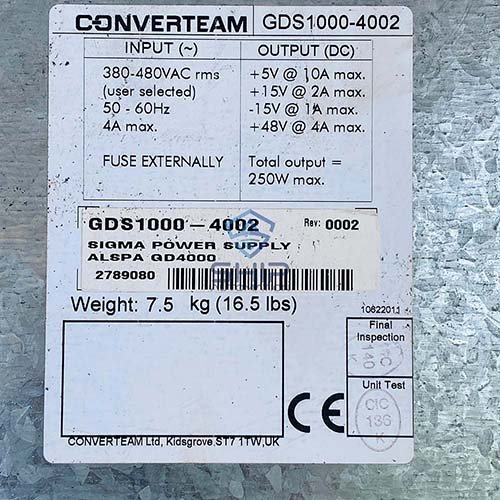 CONVERTEAM GDS1000-4002
INPUT (~) OUTPUT (DC)
380-480VAC rms +5V @ 10A max.
(user selected) +15V @ 2A max.
50 - 60Hz -15V @ 1A max.
4A max. +48V @ 4A max.
FUSE EXTERNALLY Total output =
250W max.
GDS1000-4002 Rev: 0002
SIGMA POWER SUPPLY
ALSPA GD4000
2789080
SHIP
Weight: 7.5 kg (16.5 lbs)
10622011
Final
Inspection
Unit Test
CIC
136
K
CE
CONVERTEAM Ltd, Kidsgrove.ST7 1TW,UK